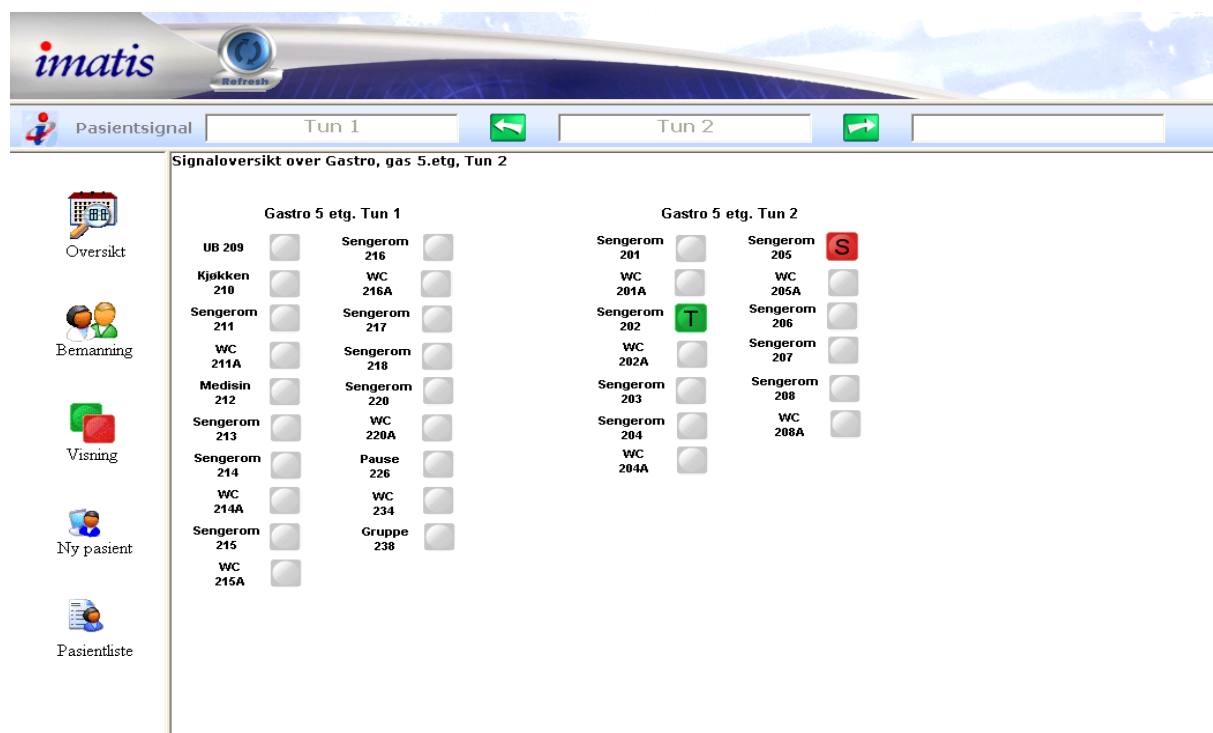 imatis
Refresh
Pasientsignal
Tun 1
Tun 2
Signaloversikt over Gastro, gas 5.etg, Tun 2
Oversikt
Bemanning
Visning
Ny pasient
Pasientliste
Gastro 5 etg. Tun 1
UB 209
Kjøkken
210
Sengerom
211
WC
211A
Medisin
212
Sengerom
213
Sengerom
214
WC
214A
Sengerom
215
WC
215A
Sengerom
216
WC
216A
Sengerom
217
Sengerom
218
Sengerom
220
WC
220A
Pause
226
WC
234
Gruppe
238
Gastro 5 etg. Tun 2
Sengerom
201
WC
201A
Sengerom
202
T
WC
202A
Sengerom
203
Sengerom
204
WC
204A
Sengerom
205
S
WC
205A
Sengerom
206
Sengerom
207
Sengerom
208
WC
208A